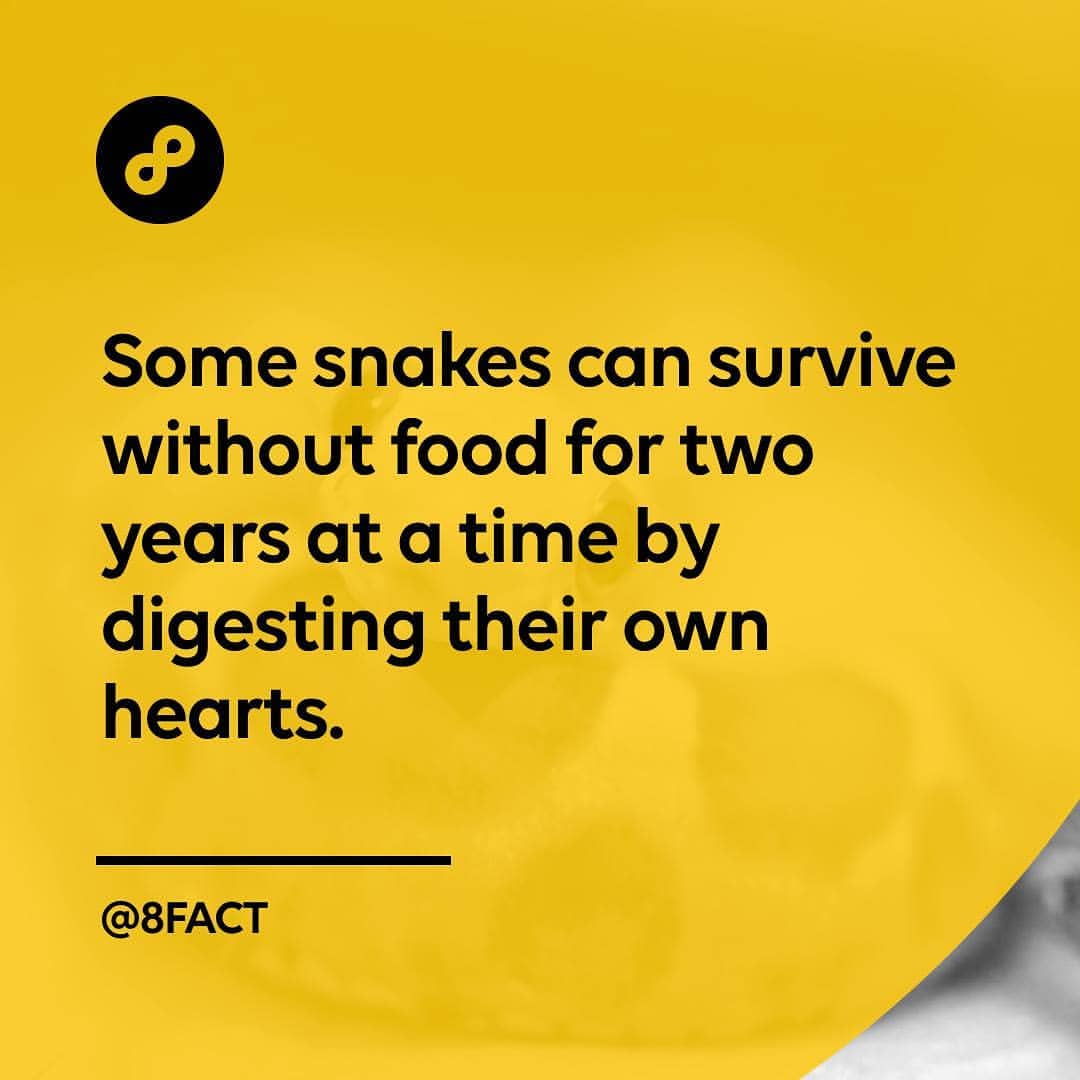 Some snakes can survive
without food for two
years at a time by
digesting their own
hearts.
@8FACT